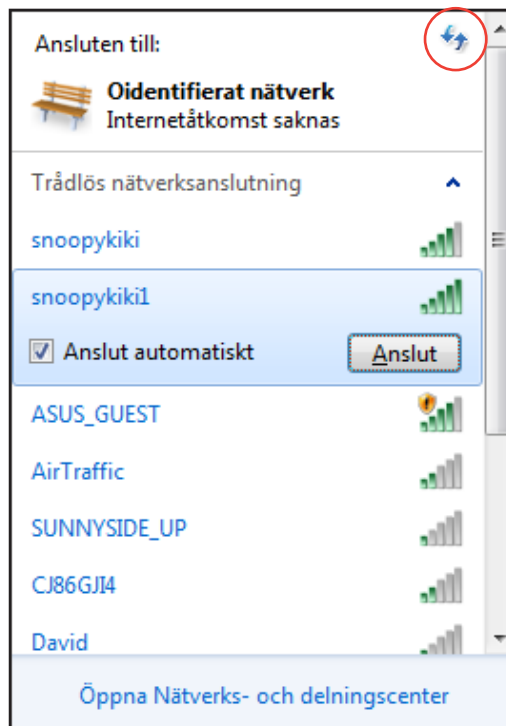 Ansluten till:
Oidentifierat nätverk
Internetåtkomst saknas
Trådlös nätverksanslutning
snoopykiki
snoopykiki1
Anslut automatiskt
Anslut
ASUS_GUEST
AirTraffic
SUNNYSIDE_UP
CJ86GJI4
David
Öppna Nätverks- och delningscenter